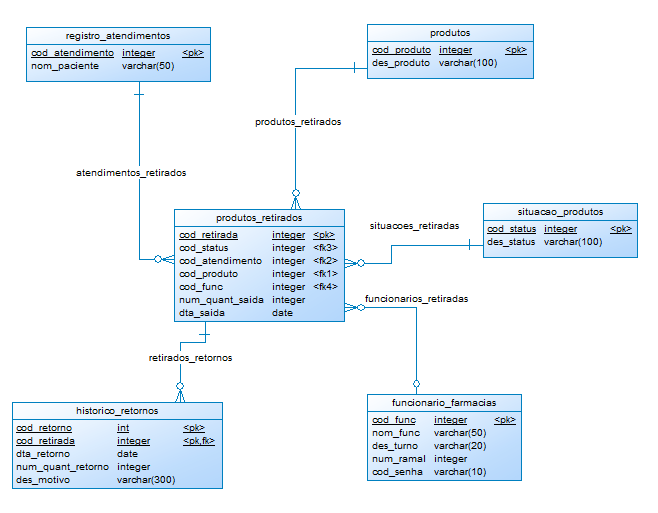 registro_atendimentos
cod_atendimento integer <pk>
nom_paciente varchar(50)
produtos
cod_produto integer <pk>
des_produto varchar(100)
produtos_retirados
atendimentos_retirados
produtos_retirados
cod_retirada integer <pk>
cod_status integer <fk3>
cod_atendimento integer <fk2>
cod_produto integer <fk1>
cod_func integer <fk4>
num_quant_saida integer
dta_saida date
situacao_produtos
cod_status integer <pk>
des_status varchar(100)
situacoes_retiradas
funcionarios_retiradas
retirados_retornos
historico_retornos
cod_retorno int <pk>
cod_retirada integer <pk,fk>
dta_retorno date
num_quant_retorno integer
des_motivo varchar(300)
funcionario_farmacias
cod_func integer <pk>
nom_func varchar(50)
des_turno varchar(20)
num_ramal integer
cod_senha varchar(10)